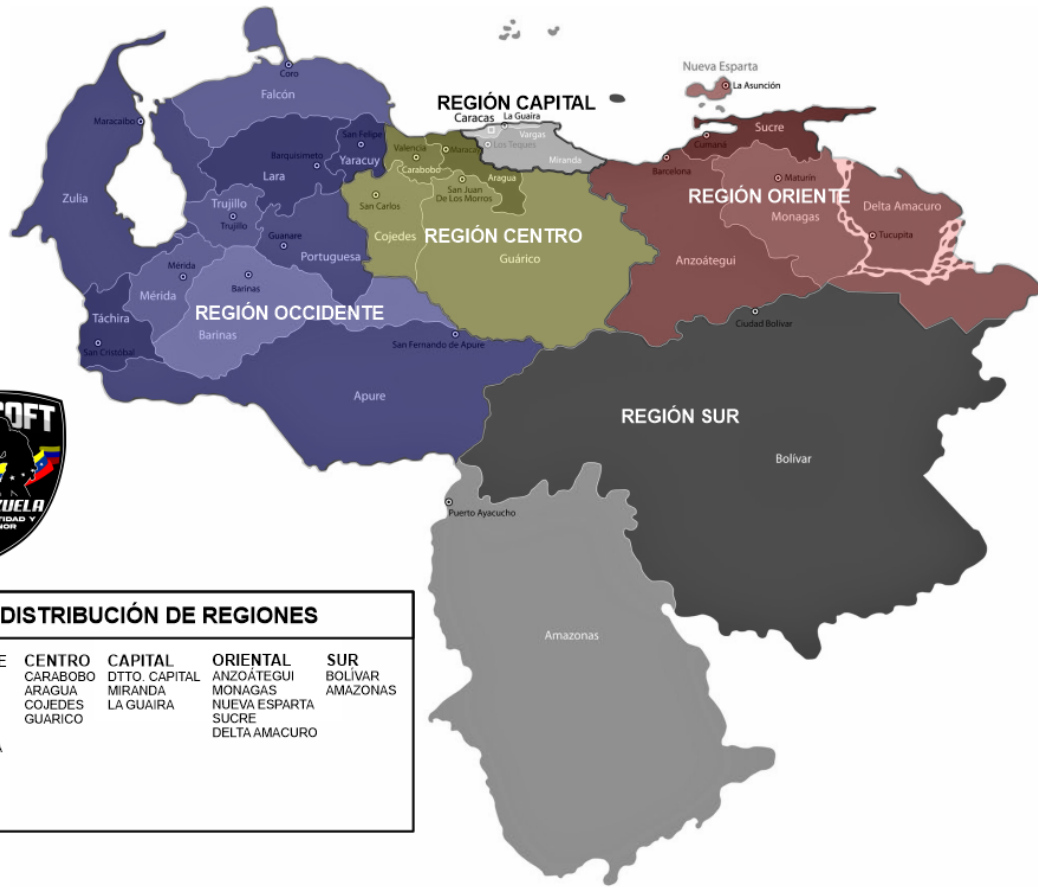 Nueva Esparta
La Asunción
Coro
Falcón
REGIÓN CAPITAL
Caracas
La Guaira
Vargas
Los Teques
Miranda
Maracaibo
San Felipe
Yaracuy
Valencia
Maracay
Carabobo
Aragua
Sucre
Cumaná
Barquisimeto
Lara
San Juan
De Los Morros
Barcelona
Maturín
REGIÓN ORIENTE
Monagas
Delta Amacuro
Tucupita
Zulia
Trujillo
Trujillo
San Carlos
Cojedes
REGIÓN CENTRO
Guárico
Guanare
Portuguesa
Anzoátegui
Mérida
Mérida
Barinas
REGIÓN OCCIDENTE
Barinas
Táchira
San Cristóbal
San Fernando de Apure
Ciudad Bolívar
Apure
REGIÓN SUR
Bolívar
Puerto Ayacucho
Amazonas
OFT
ZUELA
TIDAD Y
NOR
DISTRIBUCIÓN DE REGIONES
E CENTRO CAPITAL ORIENTAL SUR
CARABOBO DTTO. CAPITAL ANZOÁTEGUI BOLÍVAR
ARAGUA MIRANDA MONAGAS AMAZONAS
COJEDES LA GUAIRA NUEVA ESPARTA
GUARICO SUCRE
DELTA AMACURO
A